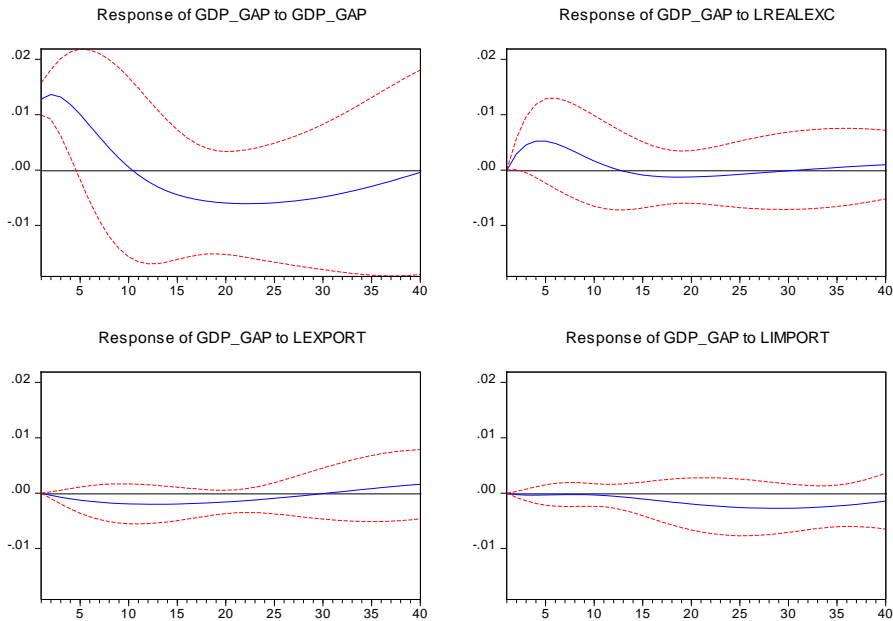 Response of GDP_GAP to GDP_GAP
.02
.01
.00
-.01
5 10 15 20 25 30 35 40
Response of GDP_GAP to LREALEXC
.02
.01
.00
-.01
5 10 15 20 25 30 35 40
Response of GDP_GAP to LEXPORT
.02
.01
.00
-.01
5 10 15 20 25 30 35 40
Response of GDP_GAP to LIMPORT
.02
.01
.00
-.01
5 10 15 20 25 30 35 40